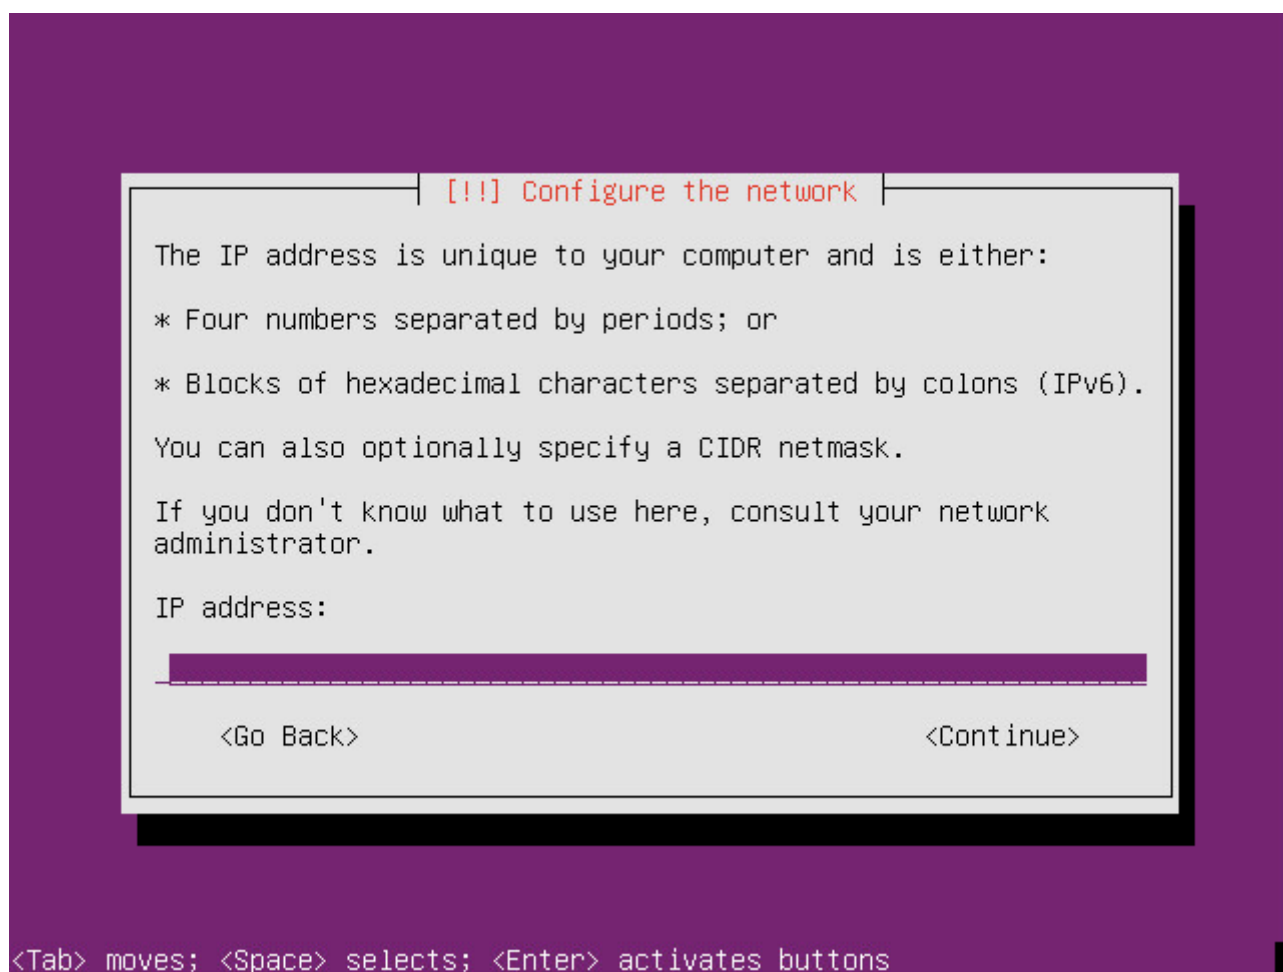 [!!] Configure the network
The IP address is unique to your computer and is either:
* Four numbers separated by periods; or
* Blocks of hexadecimal characters separated by colons (IPv6).
You can also optionally specify a CIDR netmask.
If you don't know what to use here, consult your network
administrator.
IP address:
<Go Back> <Continue>
<Tab> moves; <Space> selects; <Enter> activates buttons